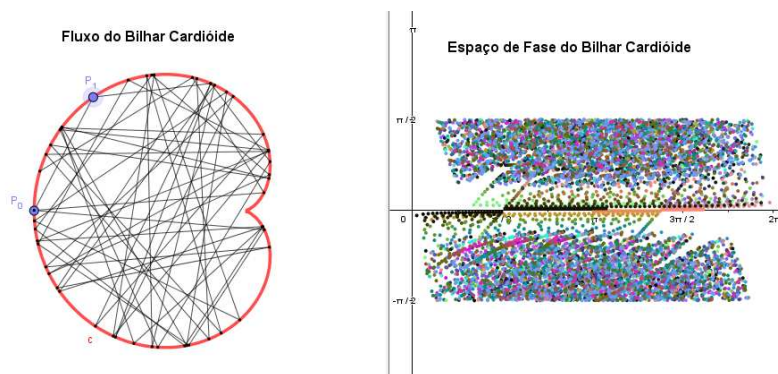 Fluxo do Bilhar Cardióide
P₁
P₀
c
Espaço de Fase do Bilhar Cardióide
π
π / 2
0
π
3π / 2
2π
-π / 2